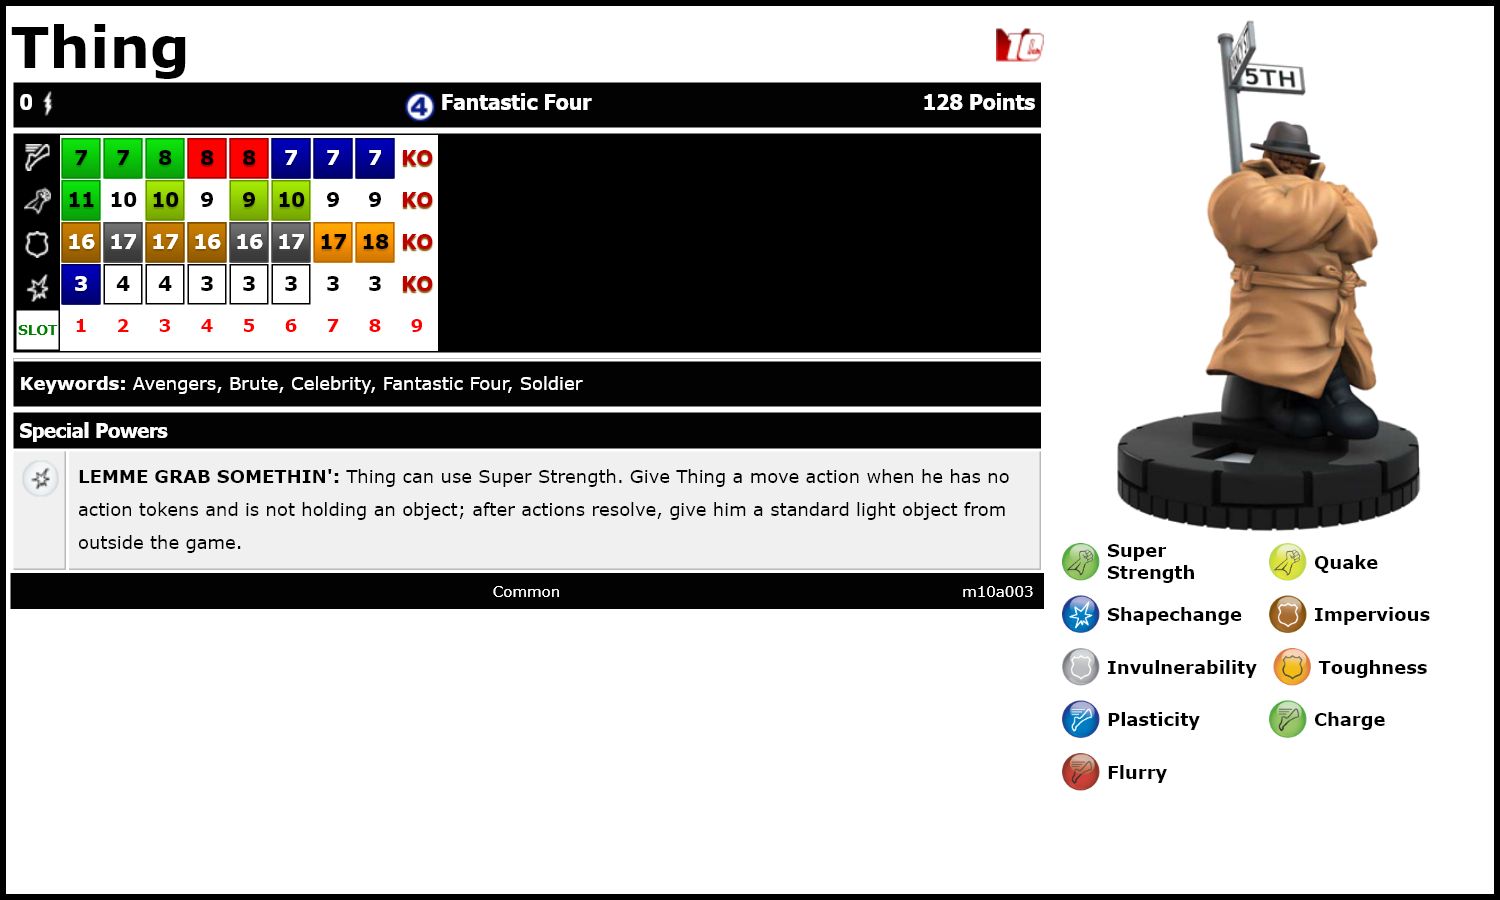 Thing
10
0 4 Fantastic Four 128 Points
7 7 8 8 8 7 7 7 KO
11 10 10 9 9 10 9 9 KO
16 17 17 16 16 17 17 18 KO
3 4 4 3 3 3 3 3 KO
SLOT 1 2 3 4 5 6 7 8 9
Keywords: Avengers, Brute, Celebrity, Fantastic Four, Soldier
Special Powers
LEMME GRAB SOMETHIN': Thing can use Super Strength. Give Thing a move action when he has no
action tokens and is not holding an object; after actions resolve, give him a standard light object from
outside the game.
Common m10a003
5TH
Super
Strength
Quake
Shapechange
Impervious
Invulnerability
Toughness
Plasticity
Charge
Flurry